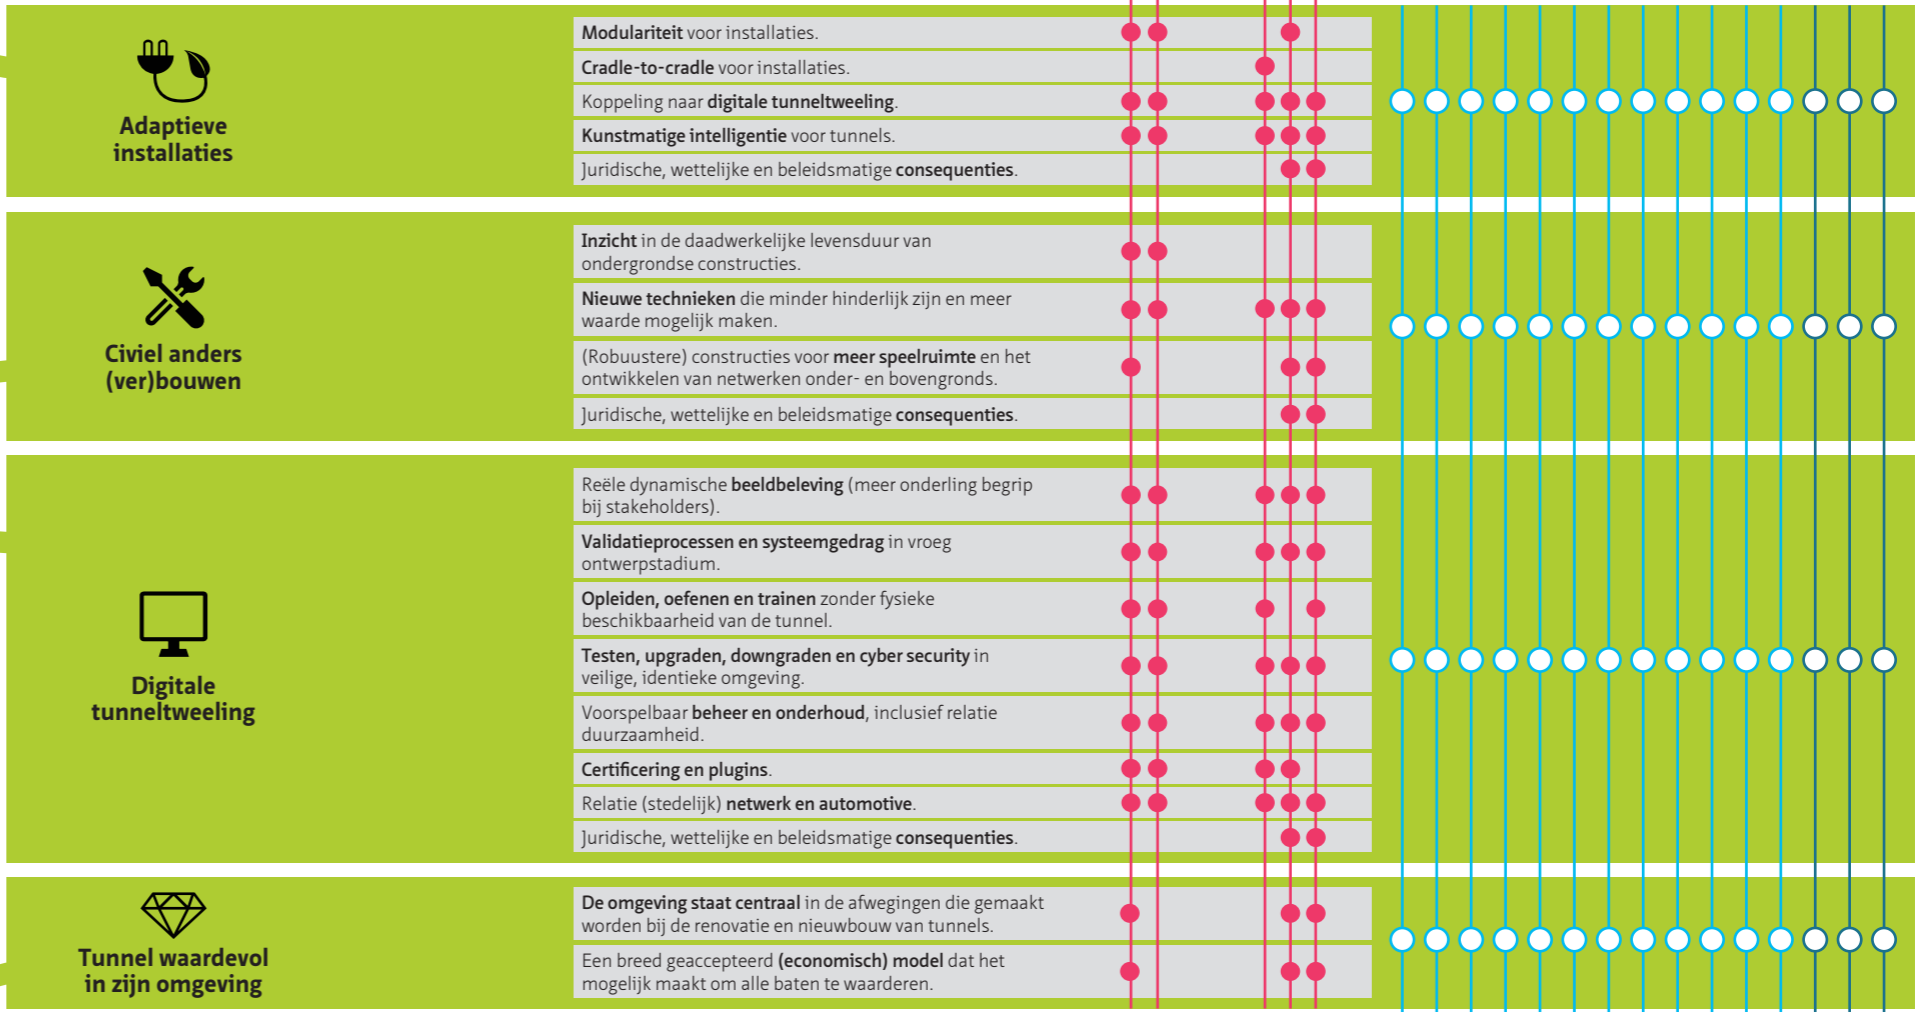 Adaptieve
installaties
Modulariteit voor installaties.
Cradle-to-cradle voor installaties.
Koppeling naar digitale tunneltweeling.
Kunstmatige intelligentie voor tunnels.
Juridische, wettelijke en beleidsmatige consequenties.
Civiel anders
(ver)bouwen
Inzicht in de daadwerkelijke levensduur van
ondergrondse constructies.
Nieuwe technieken die minder hinderlijk zijn en meer
waarde mogelijk maken.
(Robuustere) constructies voor meer speelruimte en het
ontwikkelen van netwerken onder- en bovengronds.
Juridische, wettelijke en beleidsmatige consequenties.
Digitale
tunneltweeling
Reële dynamische beeldbeleving (meer onderling begrip
bij stakeholders).
Validatieprocessen en systeemgedrag in vroeg
ontwerpstadium.
Opleiden, oefenen en trainen zonder fysieke
beschikbaarheid van de tunnel.
Testen, upgraden, downgraden en cyber security in
veilige, identieke omgeving.
Voorspelbaar beheer en onderhoud, inclusief relatie
duurzaamheid.
Certificering en plugins.
Relatie (stedelijk) netwerk en automotive.
Juridische, wettelijke en beleidsmatige consequenties.
Tunnel waardevol
in zijn omgeving
De omgeving staat centraal in de afwegingen die gemaakt
worden bij de renovatie en nieuwbouw van tunnels.
Een breed geaccepteerd (economisch) model dat het
mogelijk maakt om alle baten te waarderen.